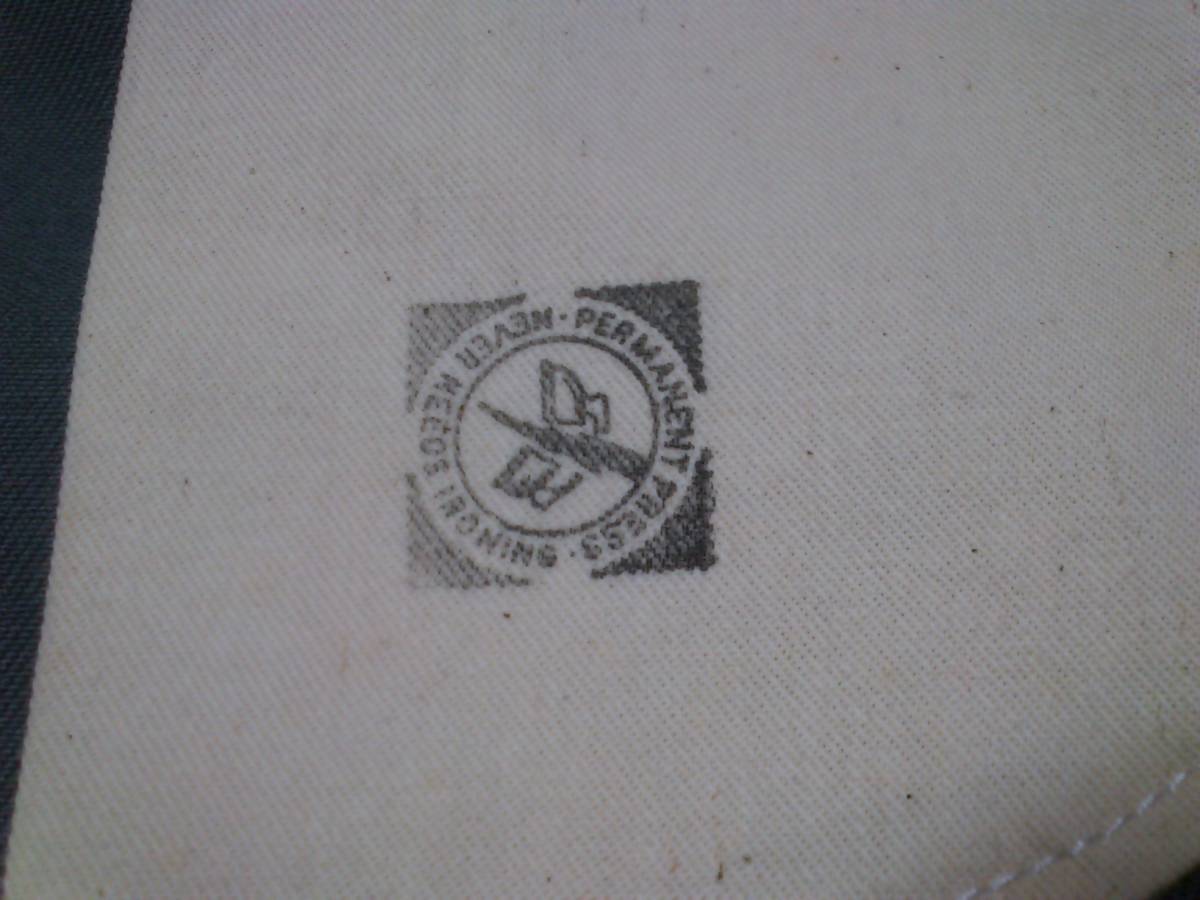 PERMANENT PRESS ·
NEVER NEEDS IRONING ·